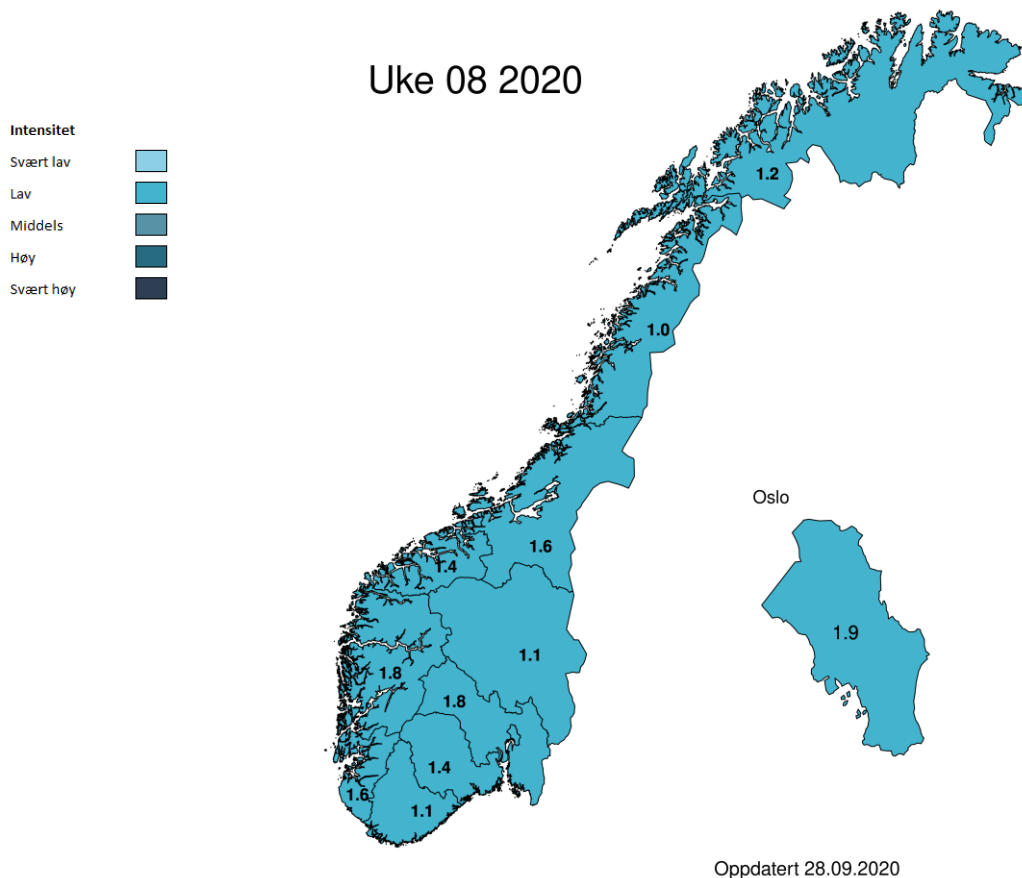 Uke 08 2020
Intensitet
Svært lav
Lav
Middels
Høy
Svært høy
1.2
1.0
Oslo
1.6
1.4
1.9
1.1
1.8
1.8
1.4
1.6
1.1
Oppdatert 28.09.2020